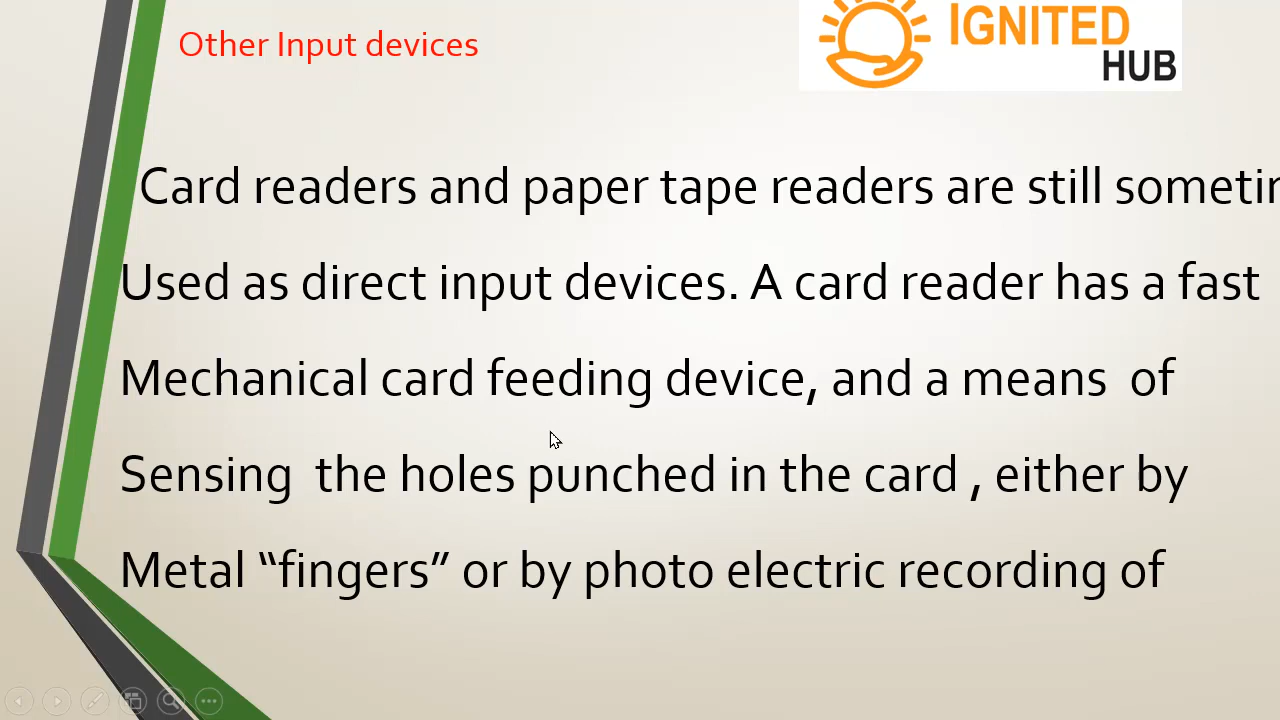 Other Input devices
IGNITED
HUB
Card readers and paper tape readers are still
Used as direct input devices. A card reader has a fast
Mechanical card feeding device, and a means of
Sensing the holes punched in the card , either by
Metal “fingers” or by photo electric recording of